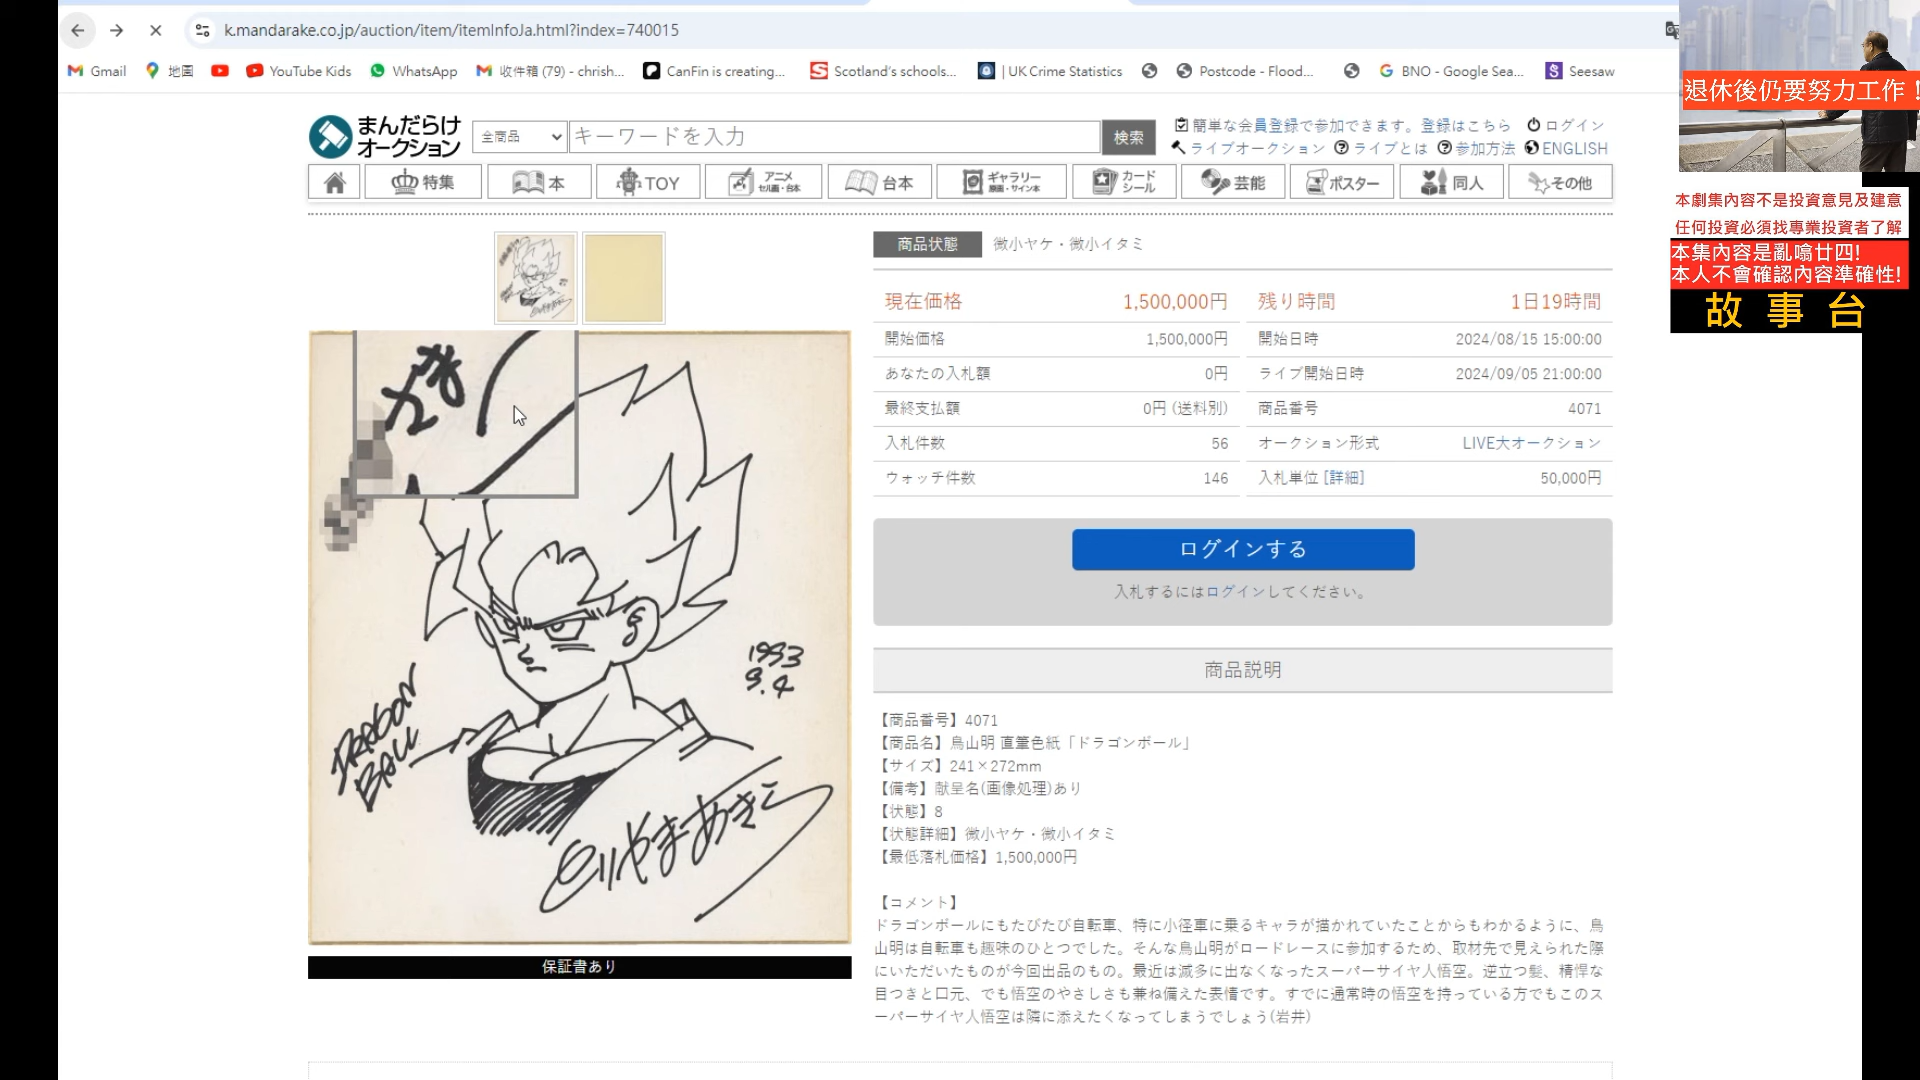 k.mandarake.co.jp/auction/item/itemInfoJa.html?index=740015
Gmail
地圖
YouTube Kids
WhatsApp
收件箱 (79) - chrish...
CanFin is creating...
Scotland's schools...
| UK Crime Statistics
Postcode - Flood...
BNO - Google Sea...
Seesaw
退休後仍要努力工作!
本劇集內容不是投資意見及建意
任何投資必須找專業投資者了解
本集內容是亂噏廿四!
本人不會確認內容準確性!
故事台
まんだらけ
オークション
全商品
キーワードを入力
検索
簡単な会員登録で参加できます。登録はこちら ログイン
ライブオークション ライブとは 参加方法 ENGLISH
特集
本
TOY
アニメ
セル画・台本
台本
ギャラリー
原画・サイン本
カード
シール
芸能
ポスター
同人
その他
商品状態 微小ヤケ・微小イタミ
現在価格 1,500,000円 残り時間 1日19時間
開始価格 1,500,000円 開始日時 2024/08/15 15:00:00
あなたの入札額 0円 ライブ開始日時 2024/09/05 21:00:00
最終支払額 0円 (送料別) 商品番号 4071
入札件数 56 オークション形式 LIVE大オークション
ウォッチ件数 146 入札単位 [詳細] 50,000円
ログインする
入札するにはログインしてください。
商品説明
1993
9.4
DRAGON
BALL
とりやまあきら
保証書あり
【商品番号】4071
【商品名】鳥山明 直筆色紙「ドラゴンボール」
【サイズ】241×272mm
【備考】献呈名(画像処理)あり
【状態】8
【状態詳細】微小ヤケ・微小イタミ
【最低落札価格】1,500,000円
【コメント】
ドラゴンボールにもたびたび自転車、特に小径車に乗るキャラが描かれていたことからもわかるように、鳥
山明は自転車も趣味のひとつでした。そんな鳥山明がロードレースに参加するため、取材先で見えられた際
にいただいたものが今回出品のもの。最近は滅多に出なくなったスーパーサイヤ人悟空。逆立つ髪、精悍な
目つきと口元、でも悟空のやさしさも兼ね備えた表情です。すでに通常時の悟空を持っている方でもこのス
ーパーサイヤ人悟空は隣に添えたくなってしまうでしょう(岩井)